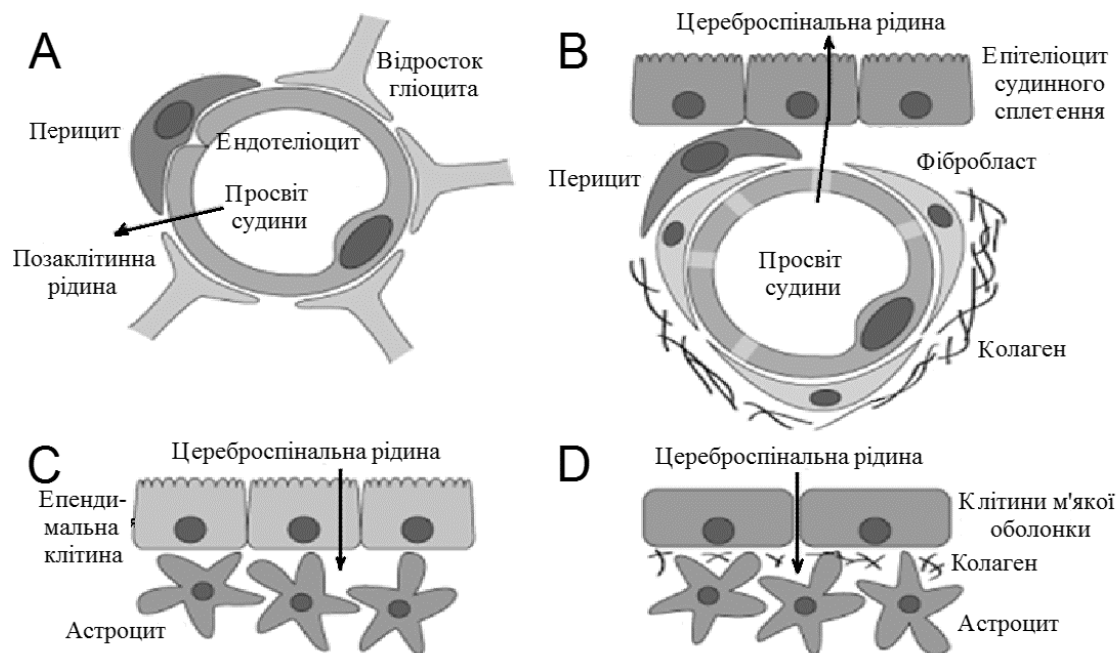 A
Відросток
гліоцита
Перицит
Ендотеліоцит
Просвіт
судини
Позаклітинна
рідина
B
Цереброспінальна рідина
Епітеліоцит
судинного
сплетення
Перицит
Фібробласт
Просвіт
судини
Колаген
C
Цереброспінальна рідина
Епенди-
мальна
клітина
Астроцит
D
Цереброспінальна рідина
Клітини м'якої
оболонки
Колаген
Астроцит